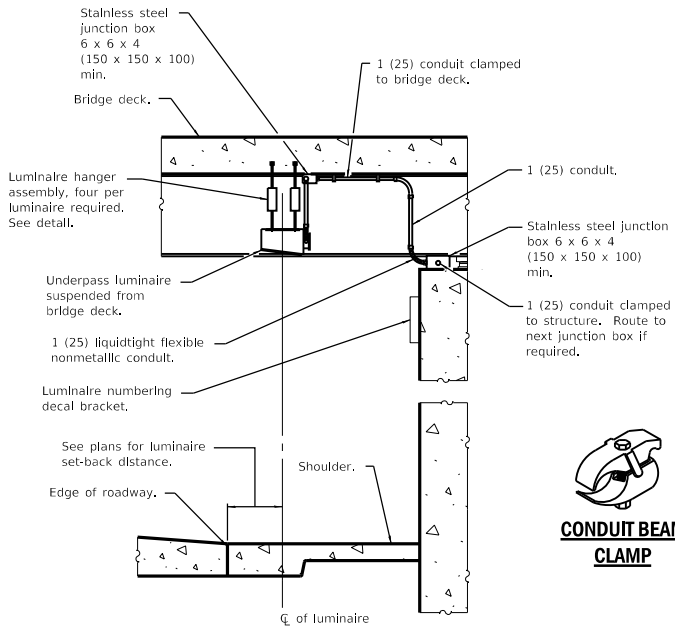 Stainless steel
junction box
6 x 6 x 4
(150 x 150 x 100)
min.
1 (25) conduit clamped
to bridge deck.
Bridge deck.
Luminaire hanger
assembly, four per
luminaire required.
See detail.
1 (25) conduit.
Stainless steel junction
box 6 x 6 x 4
(150 x 150 x 100)
min.
Underpass luminaire
suspended from
bridge deck.
1 (25) conduit clamped
to structure. Route to
next junction box if
required.
1 (25) liquidtight flexible
nonmetallic conduit.
Luminaire numbering
decal bracket.
See plans for luminaire
set-back distance.
Shoulder.
Edge of roadway.
CONDUIT BEAM
CLAMP
℄ of luminaire